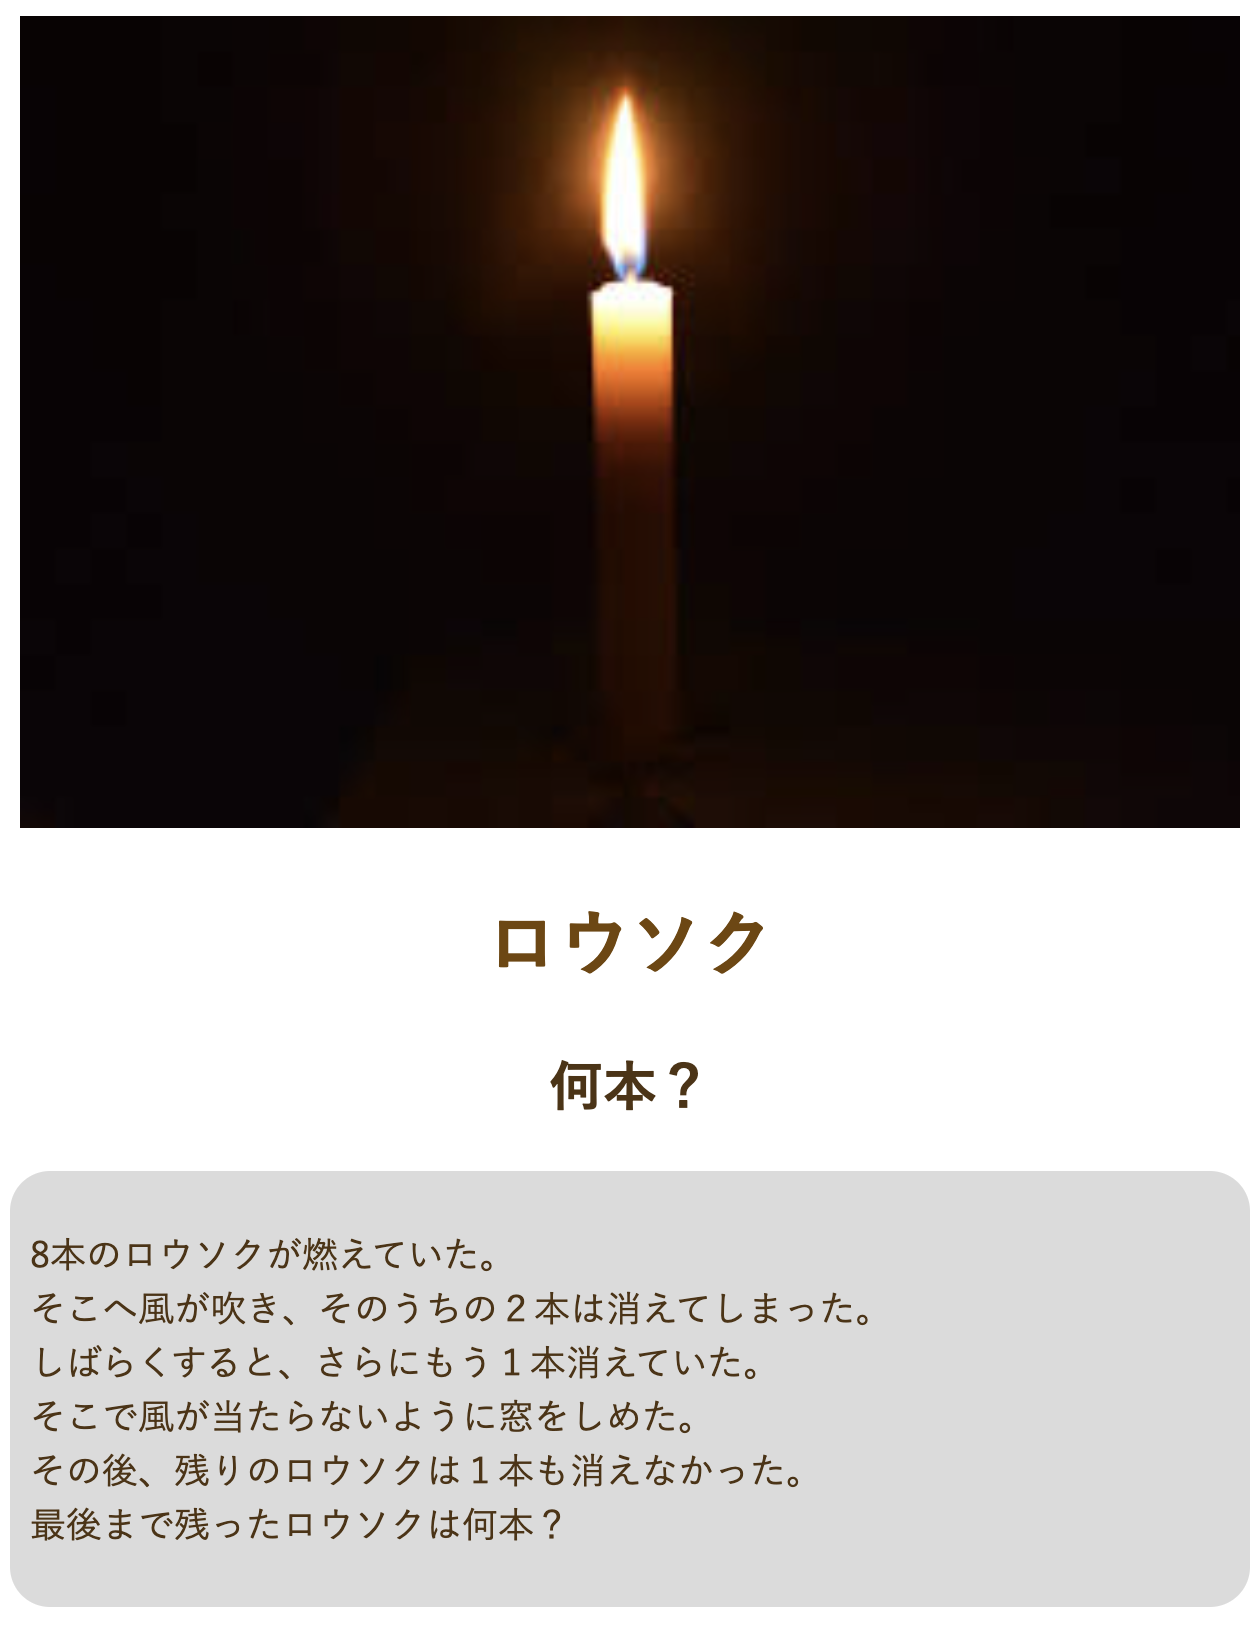 ロウソク
何本？
8本のロウソクが燃えていた。
そこへ風が吹き、そのうちの２本は消えてしまった。
しばらくすると、さらにもう１本消えていた。
そこで風が当たらないように窓をしめた。
その後、残りのロウソクは１本も消えなかった。
最後まで残ったロウソクは何本？